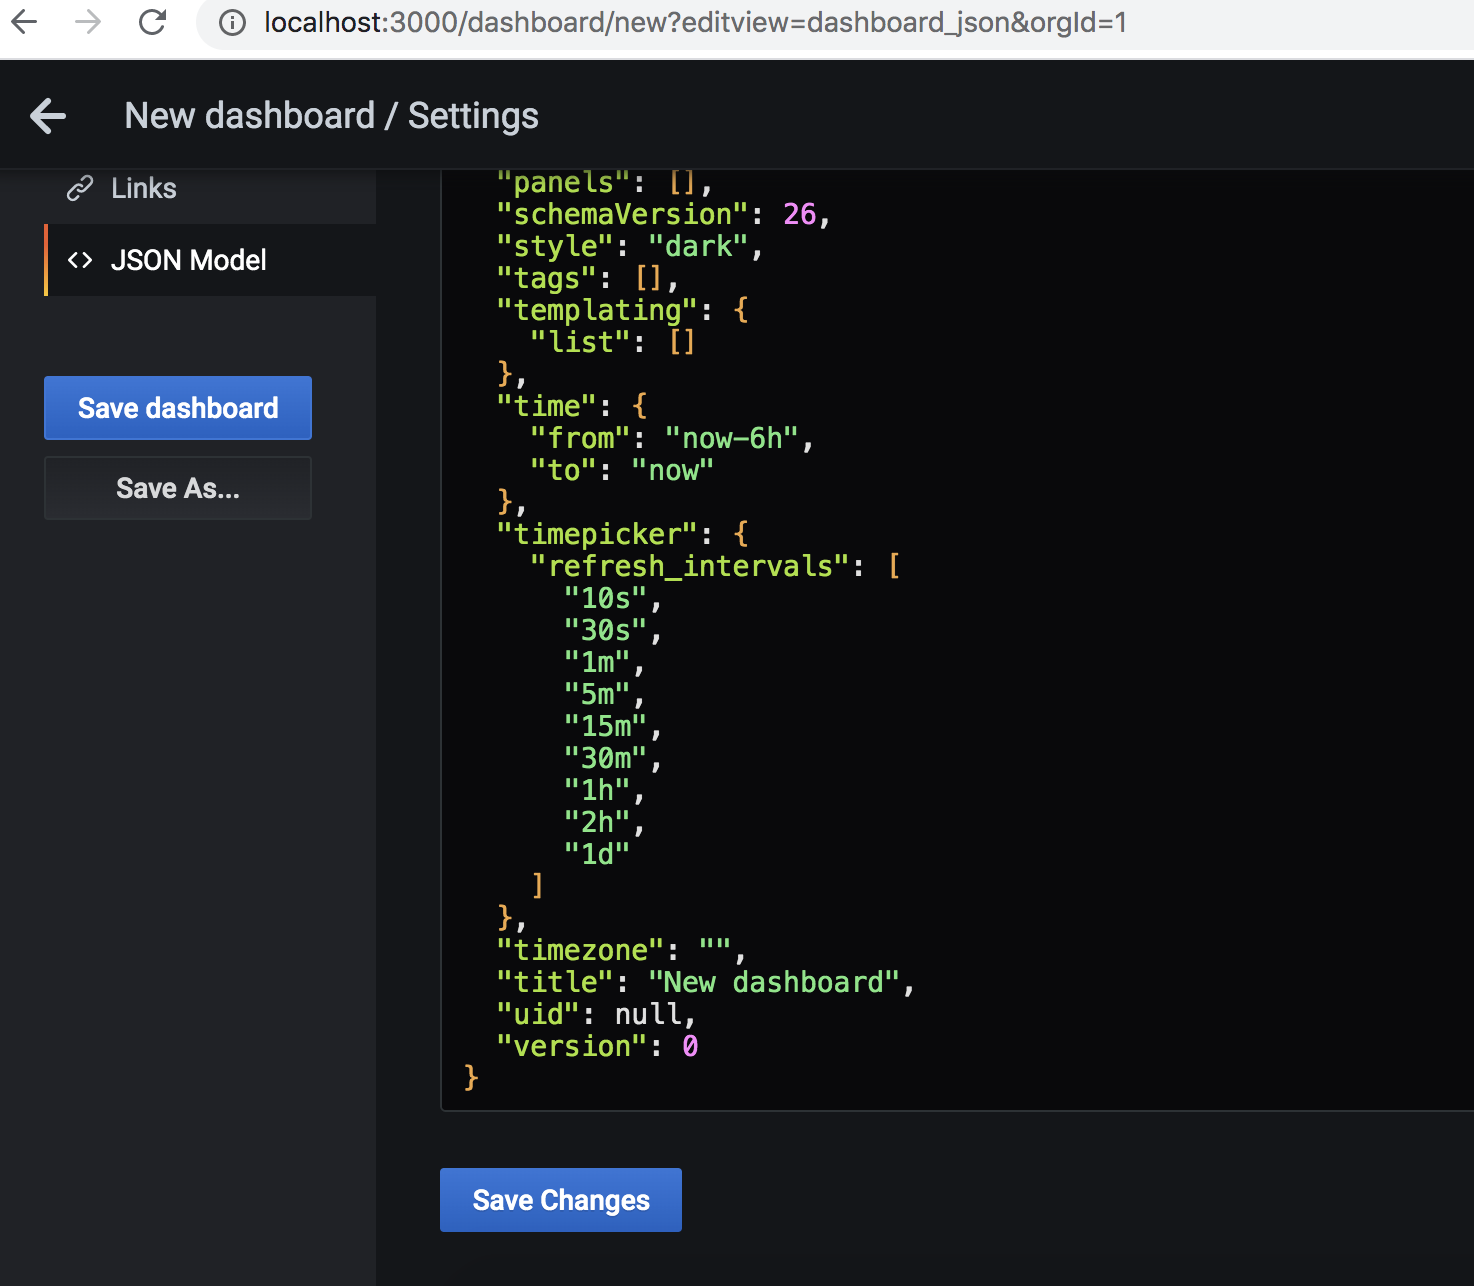 localhost:3000/dashboard/new?editview=dashboard_json&orgId=1
New dashboard / Settings
Links
JSON Model
Save dashboard
Save As...
"panels": [],
"schemaVersion": 26,
"style": "dark",
"tags": [],
"templating": {
"list": []
},
"time": {
"from": "now-6h",
"to": "now"
},
"timepicker": {
"refresh_intervals": [
"10s",
"30s",
"1m",
"5m",
"15m",
"30m",
"1h",
"2h",
"1d"
]
},
"timezone": "",
"title": "New dashboard",
"uid": null,
"version": 0
}
Save Changes